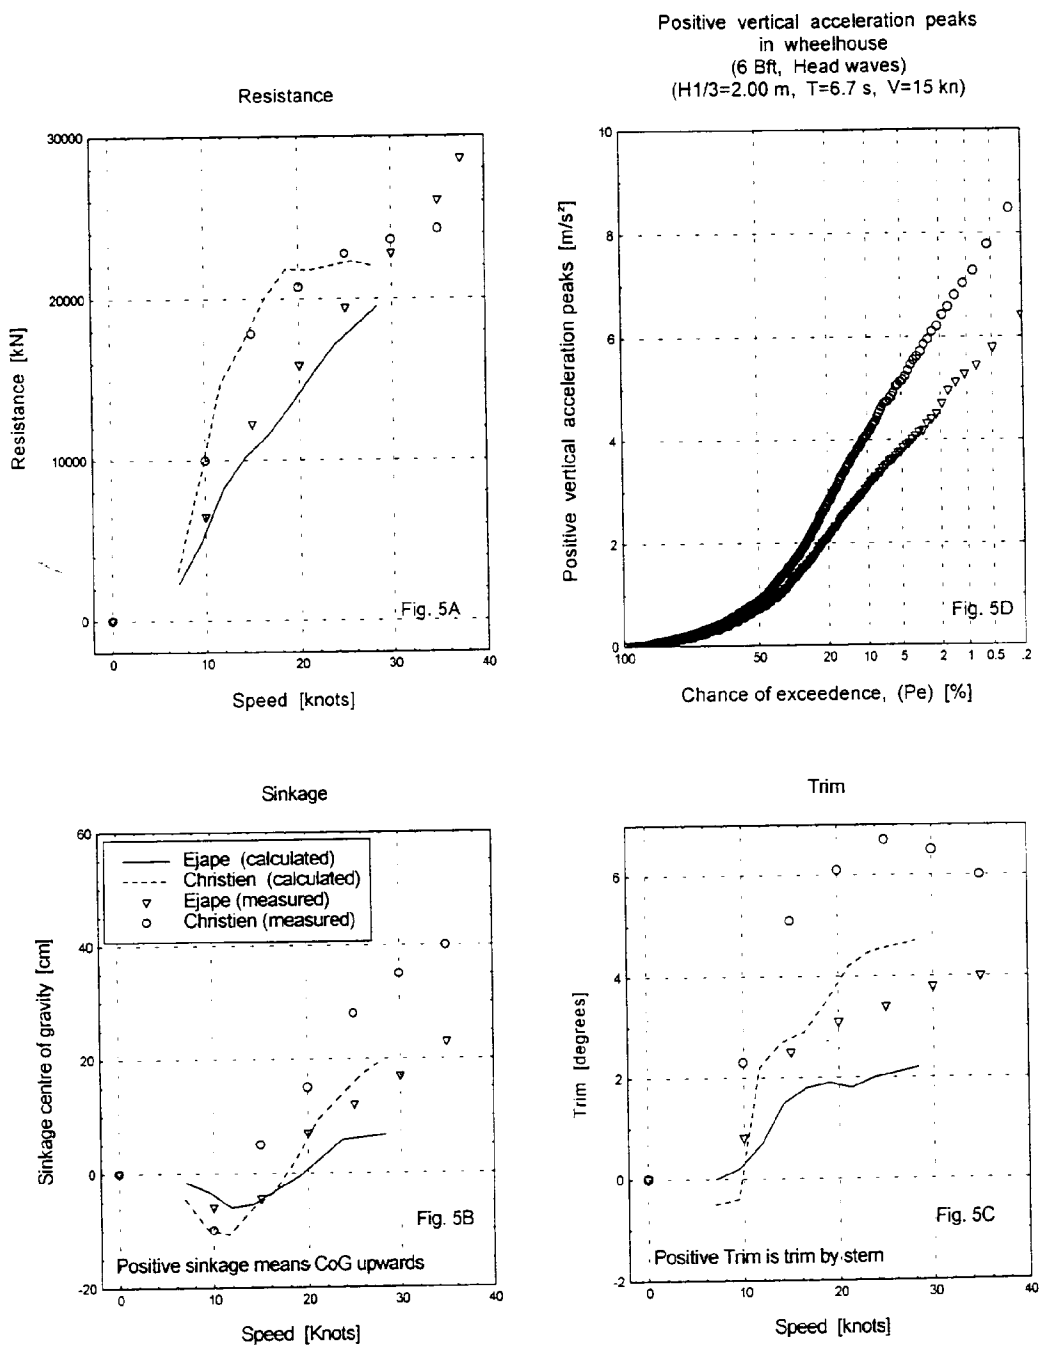 Resistance
30000
20000
10000
0
Resistance [kN]
Fig. 5A
0 10 20 30 40
Speed [knots]
Positive vertical acceleration peaks
in wheelhouse
(6 Bft, Head waves)
(H1/3=2.00 m, T=6.7 s, V=15 kn)
10
8
6
4
2
0
Positive vertical acceleration peaks [m/s²]
Fig. 5D
100 50 20 10 5 2 1 0.5 .2
Chance of exceedence, (Pe) [%]
Sinkage
60
40
20
0
-20
Sinkage centre of gravity [cm]
Ejape (calculated)
Christien (calculated)
Ejape (measured)
Christien (measured)
Fig. 5B
Positive sinkage means CoG upwards
0 10 20 30 40
Speed [Knots]
Trim
6
4
2
0
-2
Trim [degrees]
Fig. 5C
Positive Trim is trim by stern
0 10 20 30 40
Speed [knots]